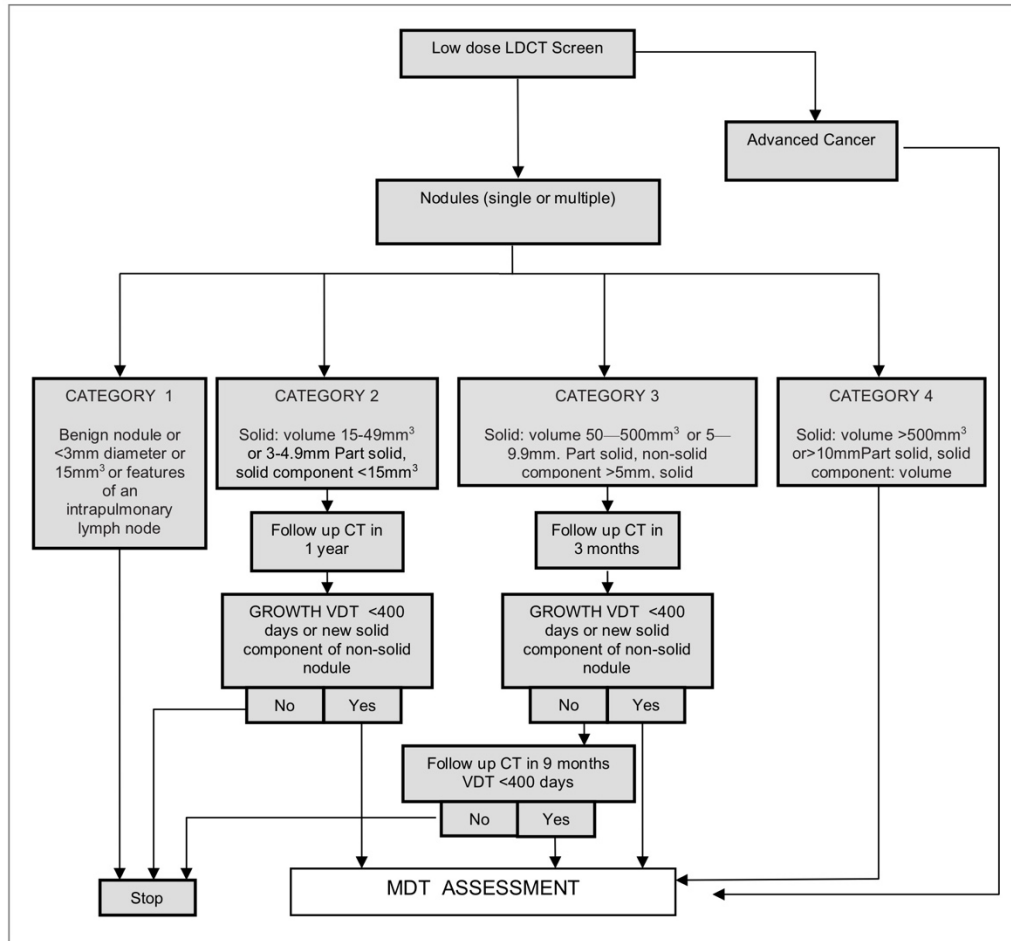 Low dose LDCT Screen
Advanced Cancer
Nodules (single or multiple)
CATEGORY 1
Benign nodule or
<3mm diameter or
15mm³ or features
of an
intrapulmonary
lymph node
CATEGORY 2
Solid: volume 15-49mm³
or 3-4.9mm Part solid,
solid component <15mm³
CATEGORY 3
Solid: volume 50—500mm³ or 5—
9.9mm. Part solid, non-solid
component >5mm, solid
CATEGORY 4
Solid: volume >500mm³
or>10mmPart solid, solid
component: volume
Follow up CT in
1 year
Follow up CT in
3 months
GROWTH VDT <400
days or new solid
component of non-solid
nodule
No
Yes
GROWTH VDT <400
days or new solid
component of non-solid
nodule
No
Yes
Follow up CT in 9 months
VDT <400 days
No
Yes
Stop
MDT ASSESSMENT